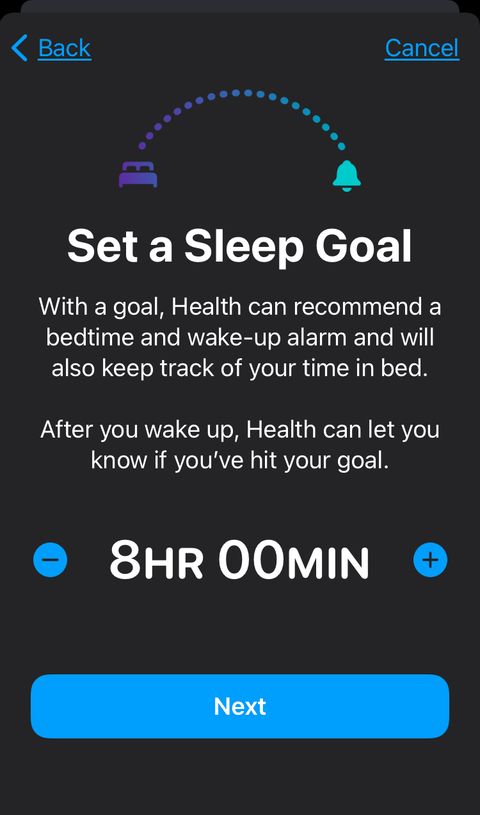 Back
Cancel
Set a Sleep Goal
With a goal, Health can recommend a
bedtime and wake-up alarm and will
also keep track of your time in bed.
After you wake up, Health can let you
know if you’ve hit your goal.
8HR 00MIN
Next